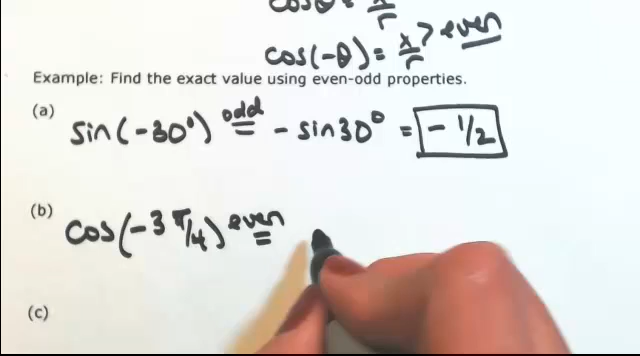 cosθ = x/r
cos(-θ) = x/r > even
Example: Find the exact value using even-odd properties.
(a) sin(-30°) odd = - sin30° = - 1/2
(b) cos(-3π/4) even =
(c)